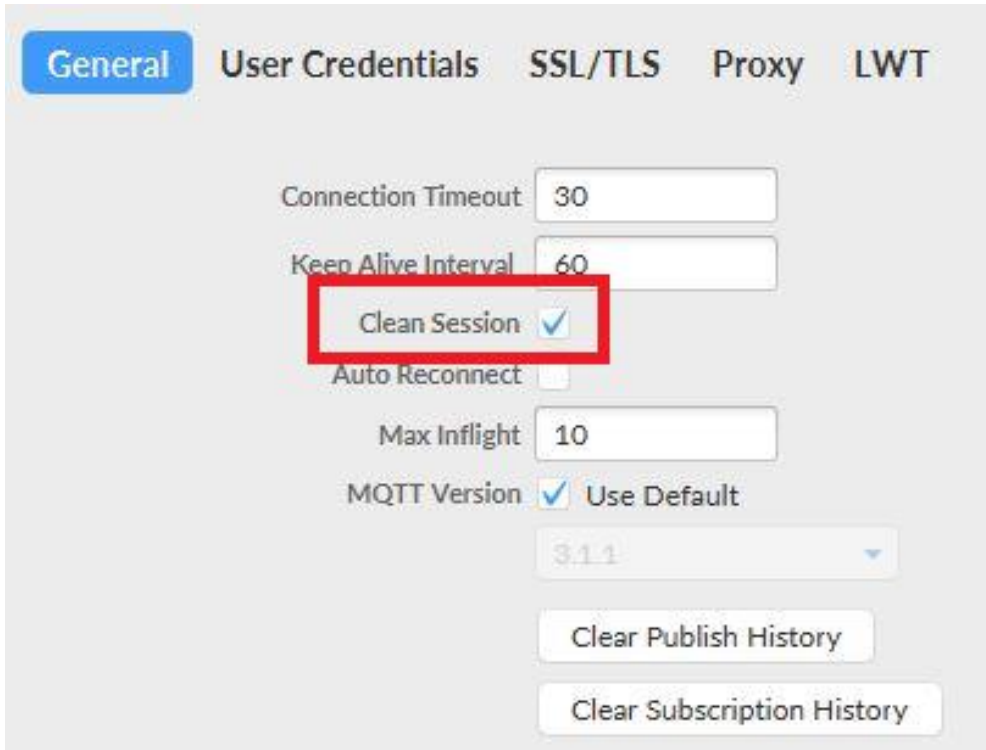 General User Credentials SSL/TLS Proxy LWT
Connection Timeout 30
Keep Alive Interval 60
Clean Session
Auto Reconnect
Max Inflight 10
MQTT Version Use Default
3.1.1
Clear Publish History
Clear Subscription History